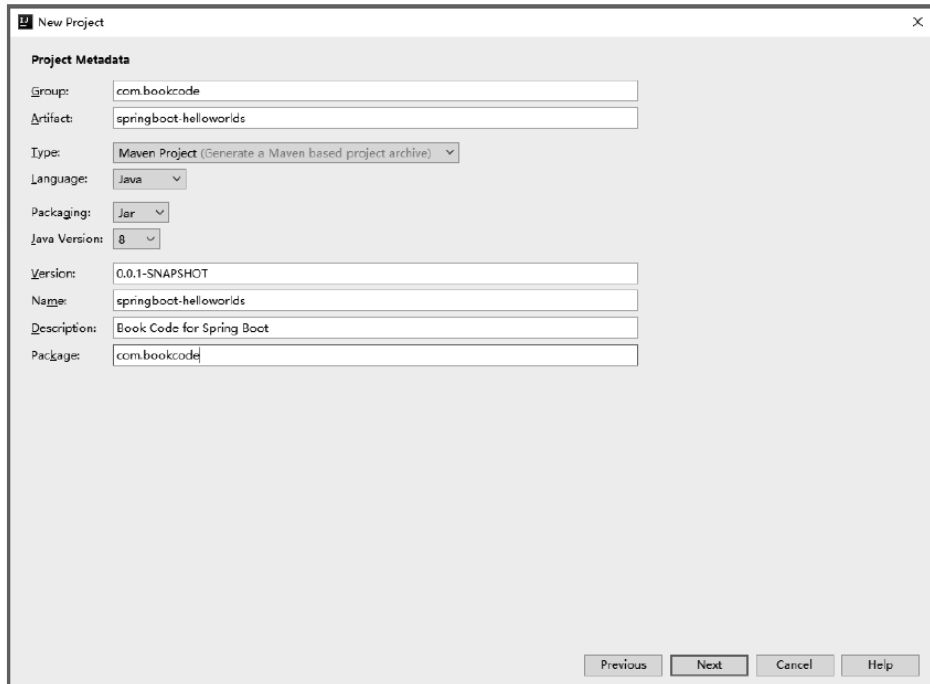 New Project
Project Metadata
Group: com.bookcode
Artifact: springboot-helloworlds
Type: Maven Project (Generate a Maven based project archive)
Language: Java
Packaging: Jar
Java Version: 8
Version: 0.0.1-SNAPSHOT
Name: springboot-helloworlds
Description: Book Code for Spring Boot
Package: com.bookcode
Previous Next Cancel Help